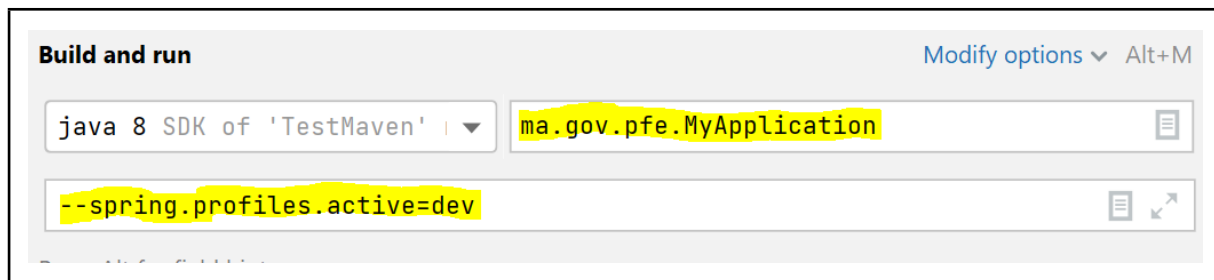 Build and run
Modify options Alt+M
java 8 SDK of 'TestMaven'
ma.gov.pfe.MyApplication
--spring.profiles.active=dev